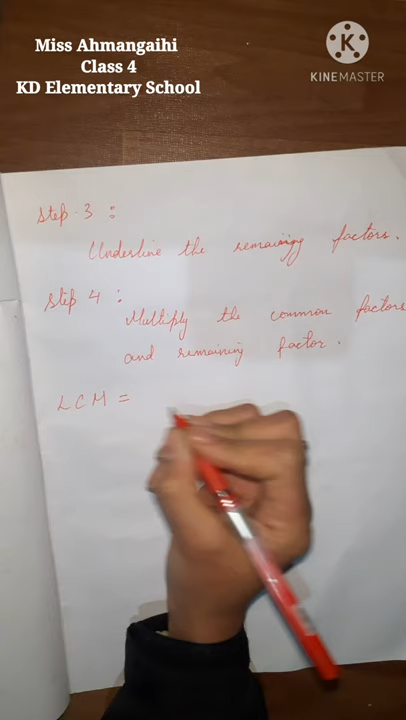 Miss Ahmangaihi
Class 4
KD Elementary School
K
KINEMASTER
Step-3 :
Underline the remaining factors.
Step 4 :
Multiply the common factors
and remaining factor.
LCM =